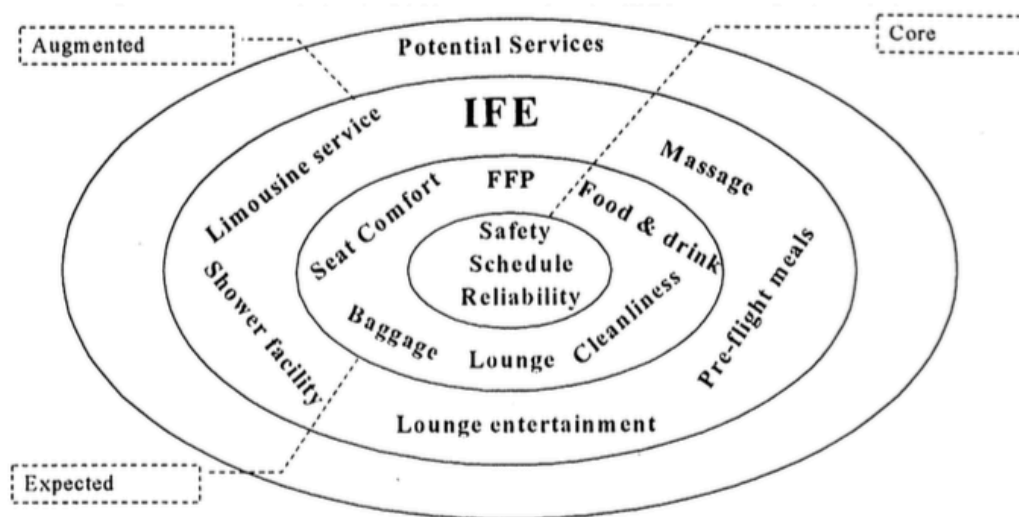 Augmented
Core
Potential Services
IFE
Limousine service
Massage
FFP
Seat Comfort
Food & drink
Safety
Schedule
Reliability
Shower facility
Baggage
Lounge
Cleanliness
Pre-flight meals
Lounge entertainment
Expected